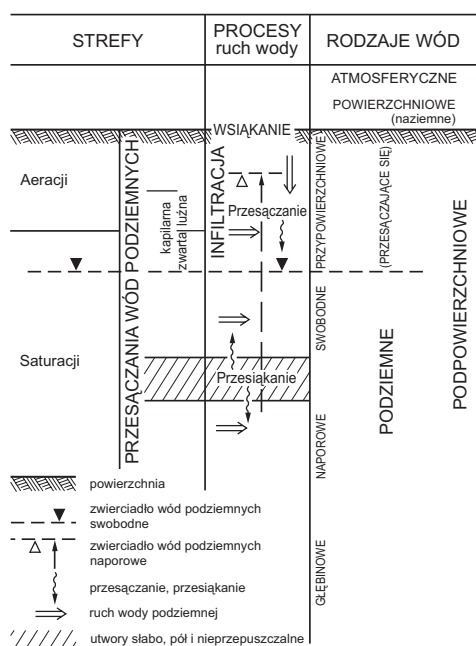 STREFY
PROCESY
ruch wody
RODZAJE WÓD
ATMOSFERYCZNE
POWIERZCHNIOWE
(naziemne)
WSIĄKANIE
Aeracji
Saturacji
PRZESĄCZANIA WÓD PODZIEMNYCH
kapilarna
zwarta luźna
INFILTRACJA
Przesączanie
Przesiąkanie
PRZYPOWIERZCHNIOWE
SWOBODNE
NAPOROWE
GŁĘBINOWE
(PRZESĄCZAJĄCE SIĘ)
PODZIEMNE
PODPOWIERZCHNIOWE
powierzchnia
zwierciadło wód podziemnych
swobodne
zwierciadło wód podziemnych
naporowe
przesączanie, przesiąkanie
ruch wody podziemnej
utwory słabo, pół i nieprzepuszczalne